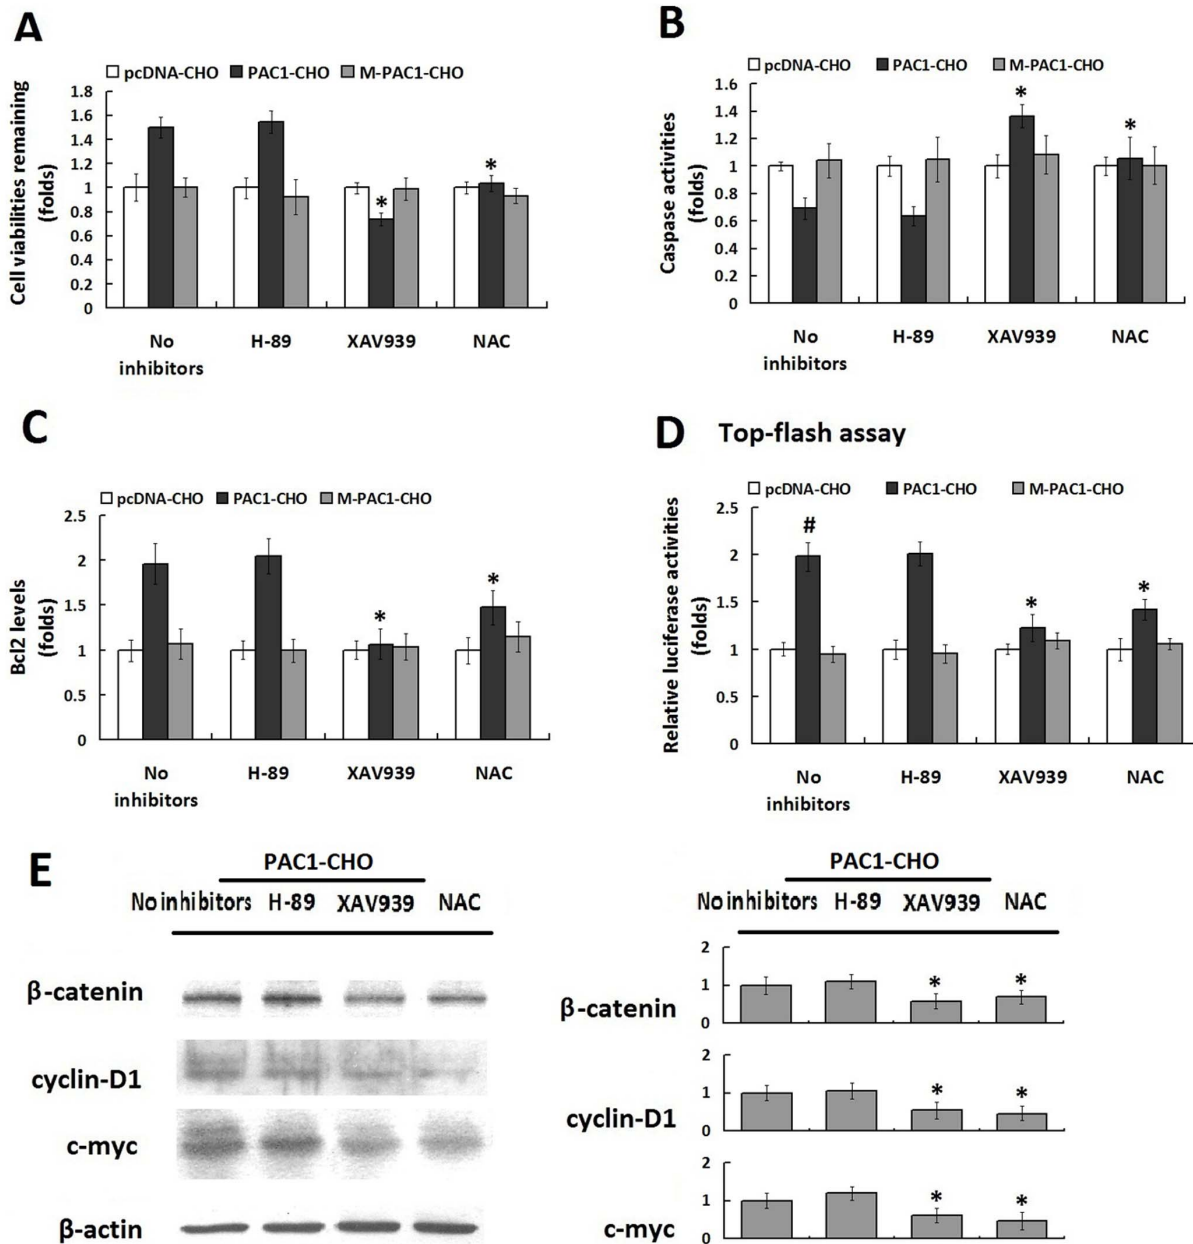 A
pcDNA-CHO PAC1-CHO M-PAC1-CHO
Cell viabilities remaining
(folds)
1.8
1.6
1.4
1.2
1
0.8
0.6
0.4
0.2
0
* *
No
inhibitors
H-89 XAV939 NAC
B
pcDNA-CHO PAC1-CHO M-PAC1-CHO
Caspase activities
(folds)
1.6
1.4
1.2
1
0.8
0.6
0.4
0.2
0
* *
No
inhibitors
H-89 XAV939 NAC
C
pcDNA-CHO PAC1-CHO M-PAC1-CHO
Bcl2 levels
(folds)
2.5
2
1.5
1
0.5
0
* *
No
inhibitors
H-89 XAV939 NAC
D Top-flash assay
pcDNA-CHO PAC1-CHO M-PAC1-CHO
Relative luciferase activities
(folds)
2.5
2
1.5
1
0.5
0
# * *
No
inhibitors
H-89 XAV939 NAC
E
PAC1-CHO
No inhibitors H-89 XAV939 NAC
β-catenin
cyclin-D1
c-myc
β-actin
PAC1-CHO
No inhibitors H-89 XAV939 NAC
2
1
0
* *
β-catenin
2
1
0
* *
cyclin-D1
2
1
0
* *
c-myc